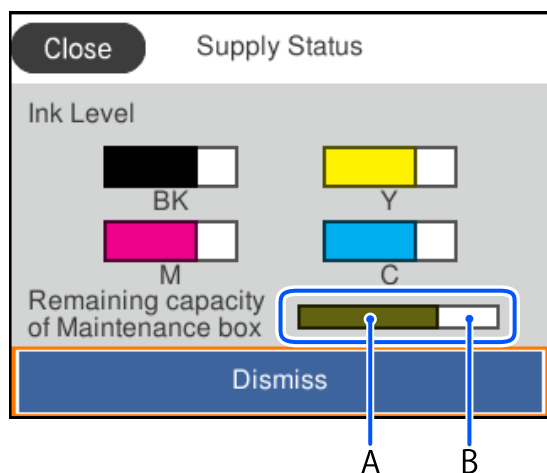 Close
Supply Status
Ink Level
BK
Y
M
C
Remaining capacity
of Maintenance box
Dismiss
A
B